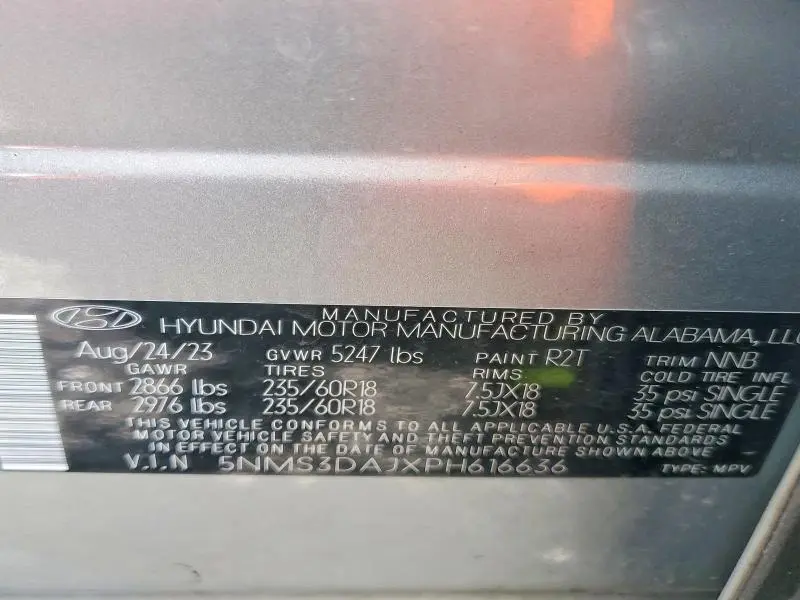 MANUFACTURED BY
HYUNDAI MOTOR MANUFACTURING ALABAMA, LLC
Aug/24/23 GVWR 5247 lbs PAINT R2T TRIM NNB
GAWR TIRES RIMS COLD TIRE INFL
FRONT 2866 lbs 235/60R18 7.5JX18 35 psi SINGLE
REAR 2976 lbs 235/60R18 7.5JX18 35 psi SINGLE
THIS VEHICLE CONFORMS TO ALL APPLICABLE U.S.A. FEDERAL
MOTOR VEHICLE SAFETY AND THEFT PREVENTION STANDARDS
IN EFFECT ON THE DATE OF MANUFACTURE SHOWN ABOVE
V.I.N 5NMS3DAJXPH616636 TYPE: MPV